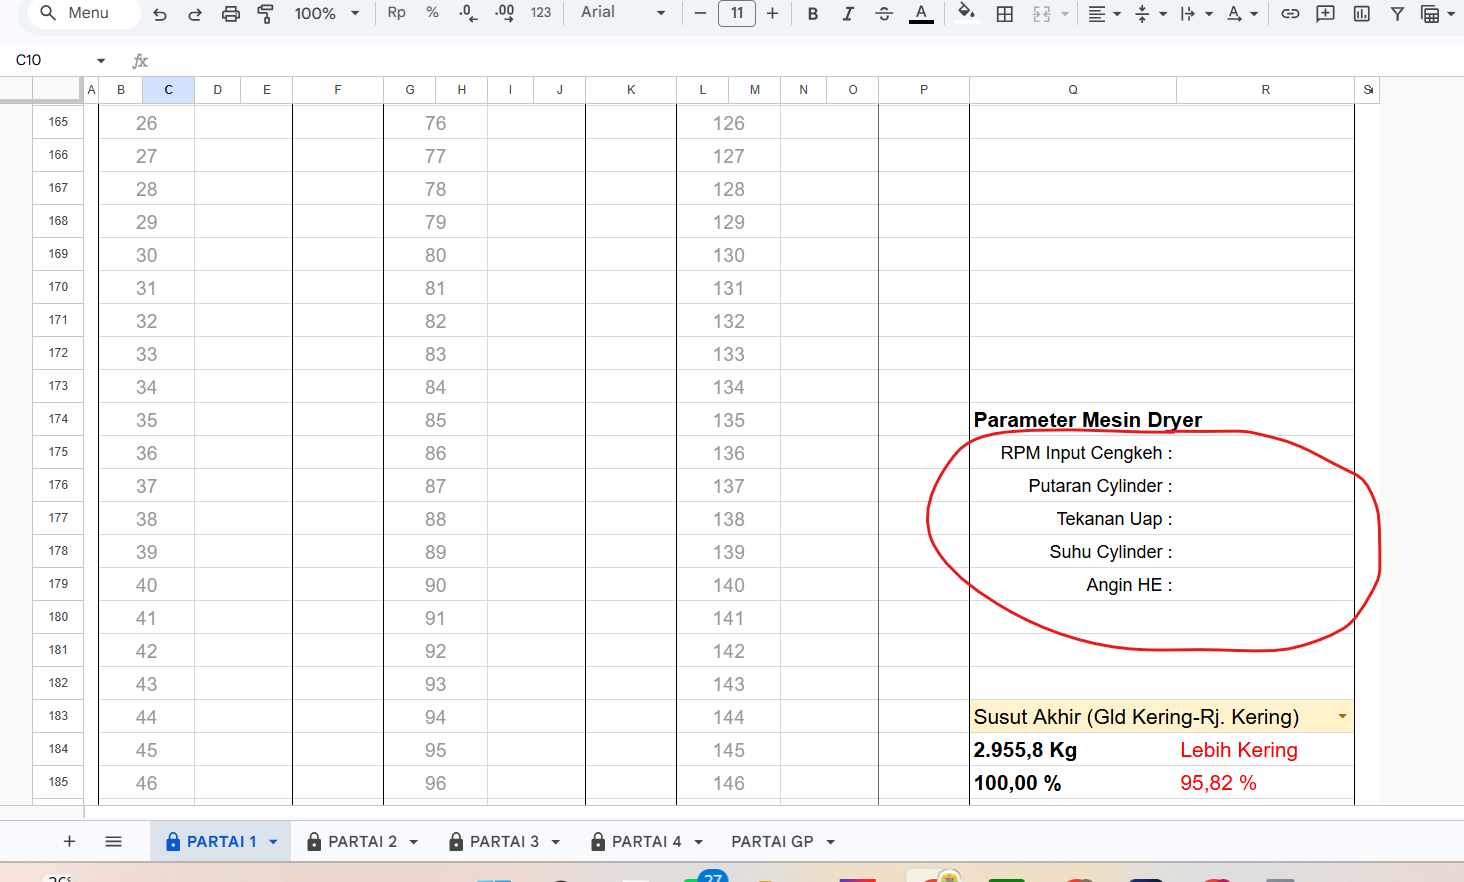 Menu 100% Rp % .0 .00 123 Arial 11 B I A A
C10 fx
A B C D E F G H I J K L M N O P Q R S
165 26 76 126
166 27 77 127
167 28 78 128
168 29 79 129
169 30 80 130
170 31 81 131
171 32 82 132
172 33 83 133
173 34 84 134
174 35 85 135 Parameter Mesin Dryer
175 36 86 136 RPM Input Cengkeh :
176 37 87 137 Putaran Cylinder :
177 38 88 138 Tekanan Uap :
178 39 89 139 Suhu Cylinder :
179 40 90 140 Angin HE :
180 41 91 141
181 42 92 142
182 43 93 143
183 44 94 144 Susut Akhir (Gld Kering-Rj. Kering)
184 45 95 145 2.955,8 Kg Lebih Kering
185 46 96 146 100,00 % 95,82 %
PARTAI 1 PARTAI 2 PARTAI 3 PARTAI 4 PARTAI GP
27